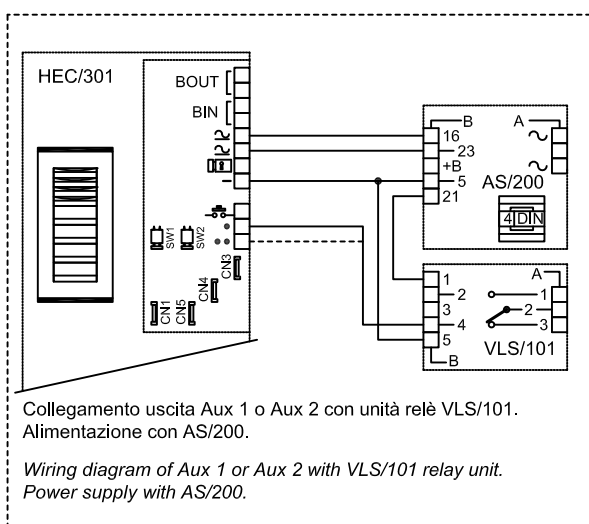 HEC/301
BOUT
BIN
SW1
SW2
CN3
CN4
CN1
CN5
B
A
16
23
+B
5
21
AS/200
4 DIN
1
2
3
4
5
B
A
1
2
3
VLS/101
Collegamento uscita Aux 1 o Aux 2 con unità relè VLS/101.
Alimentazione con AS/200.
Wiring diagram of Aux 1 or Aux 2 with VLS/101 relay unit.
Power supply with AS/200.